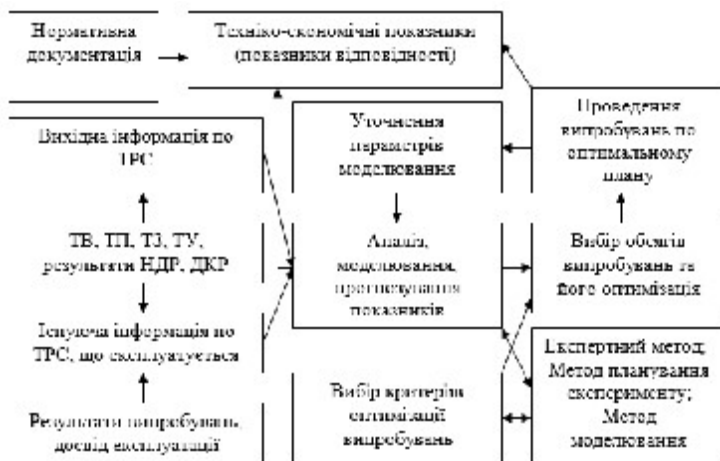 Нормативна
документація
Техніко-економічні показники
(показники відповідності)
Вихідна інформація по
ТРС
ТВ, ТП, ТЗ, ТУ,
результати НДР, ДКР
Існуюча інформація по
ТРС, що експлуатується
Результати випробувань,
досвід експлуатації
Уточнення
параметрів
моделювання
Аналіз,
моделювання,
прогнозування
показників
Вибір критеріїв
оптимізації
випробувань
Проведення
випробувань по
оптимальному
плану
Вибір обсягів
випробувань та
його оптимізація
Експертний метод;
Метод планування
експерименту;
Метод
моделювання